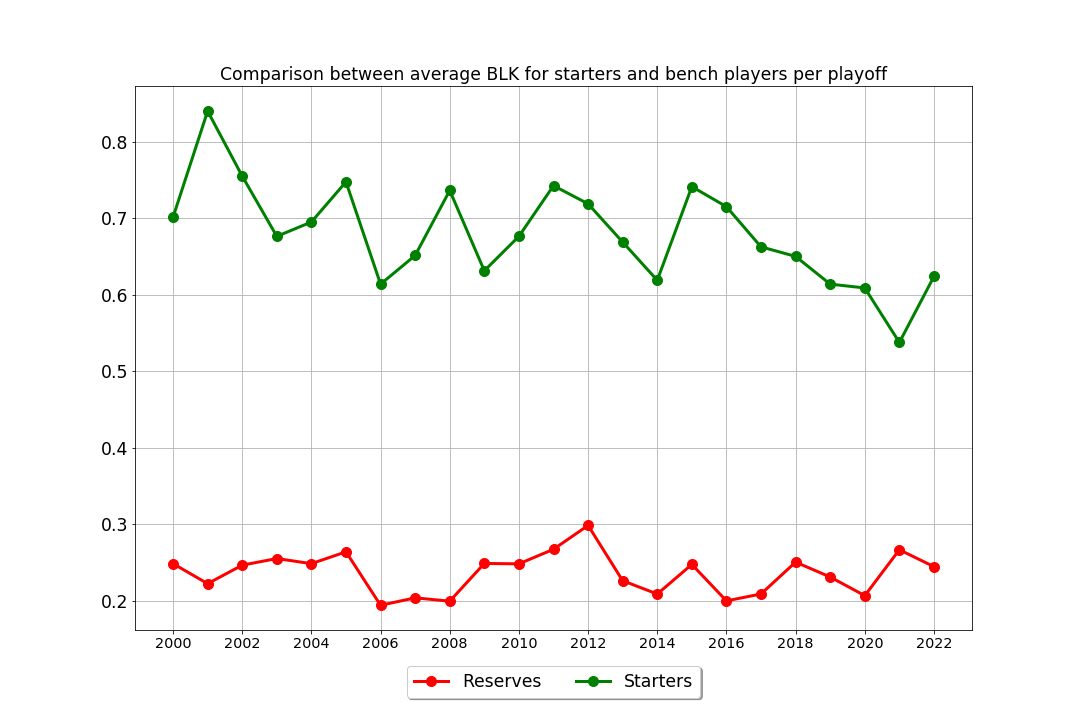 Comparison between average BLK for starters and bench players per playoff
0.8
0.7
0.6
0.5
0.4
0.3
0.2
2000 2002 2004 2006 2008 2010 2012 2014 2016 2018 2020 2022
Reserves Starters